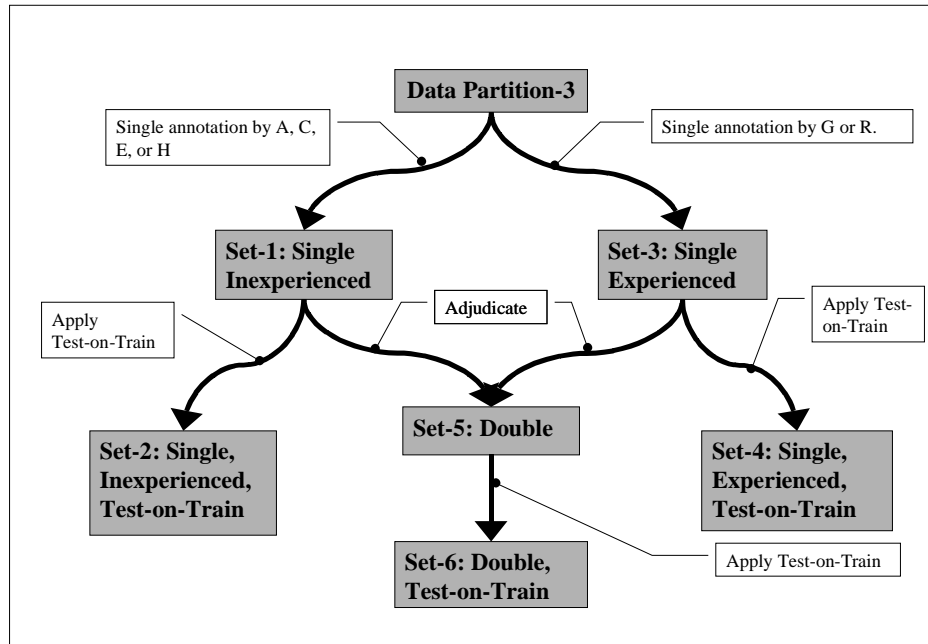 Data Partition-3
Single annotation by A, C,
E, or H
Single annotation by G or R.
Set-1: Single
Inexperienced
Set-3: Single
Experienced
Apply
Test-on-Train
Adjudicate
Apply Test-
on-Train
Set-5: Double
Set-2: Single,
Inexperienced,
Test-on-Train
Set-4: Single,
Experienced,
Test-on-Train
Set-6: Double,
Test-on-Train
Apply Test-on-Train